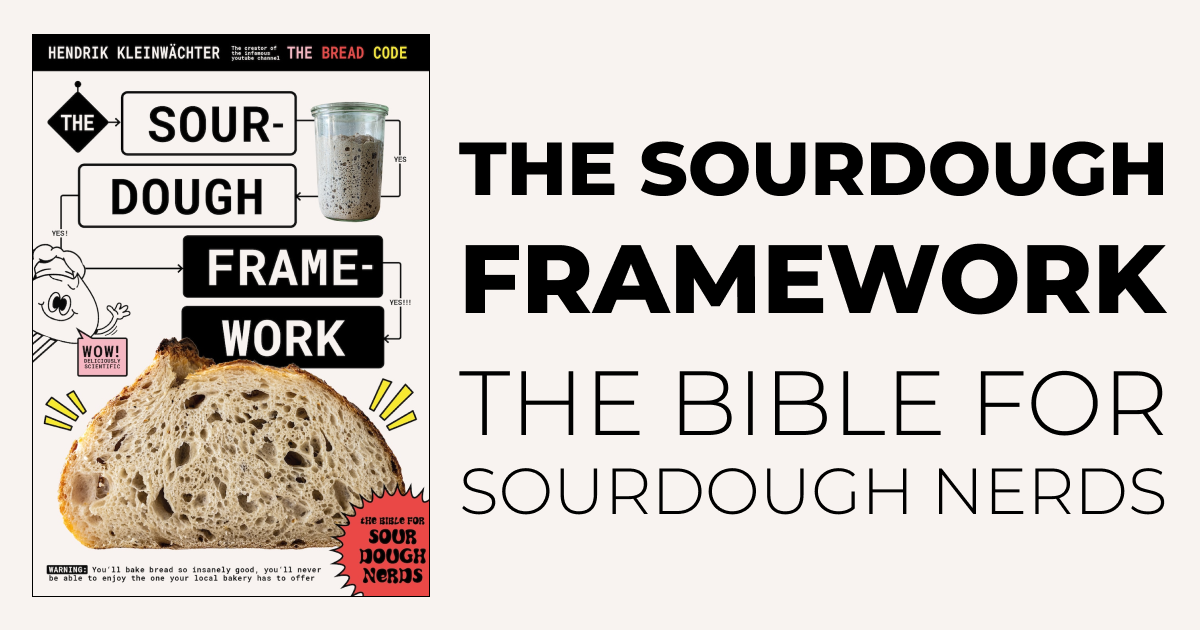 HENDRIK KLEINWÄCHTER
The creator of
the infamous
youtube channel
THE BREAD CODE
THE
SOUR-
YES
DOUGH
YES!
FRAME-
YES!!!
WORK
WOW!
DELICIOUSLY
SCIENTIFIC
tHE BIBLE FOR
SOUR
DOUGH
NeRDS
WARNING: You'll bake bread so insanely good, you'll never
be able to enjoy the one your local bakery has to offer
THE SOURDOUGH
FRAMEWORK
THE BIBLE FOR
SOURDOUGH NERDS